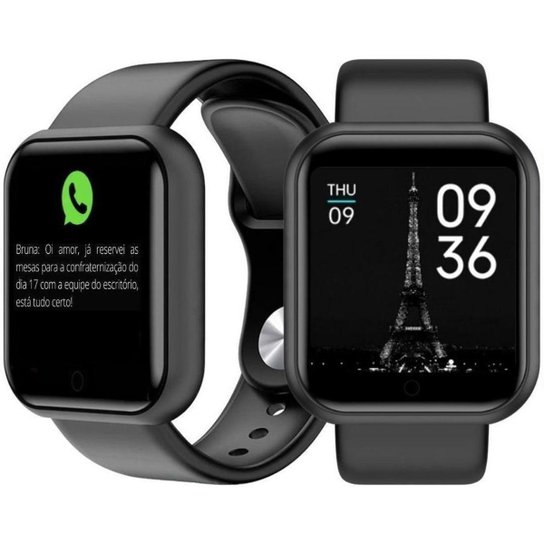 Bruna: Oi amor, já reservei as
mesas para a confraternização do
dia 17 com a equipe do escritório,
está tudo certo!
THU
09
09
36